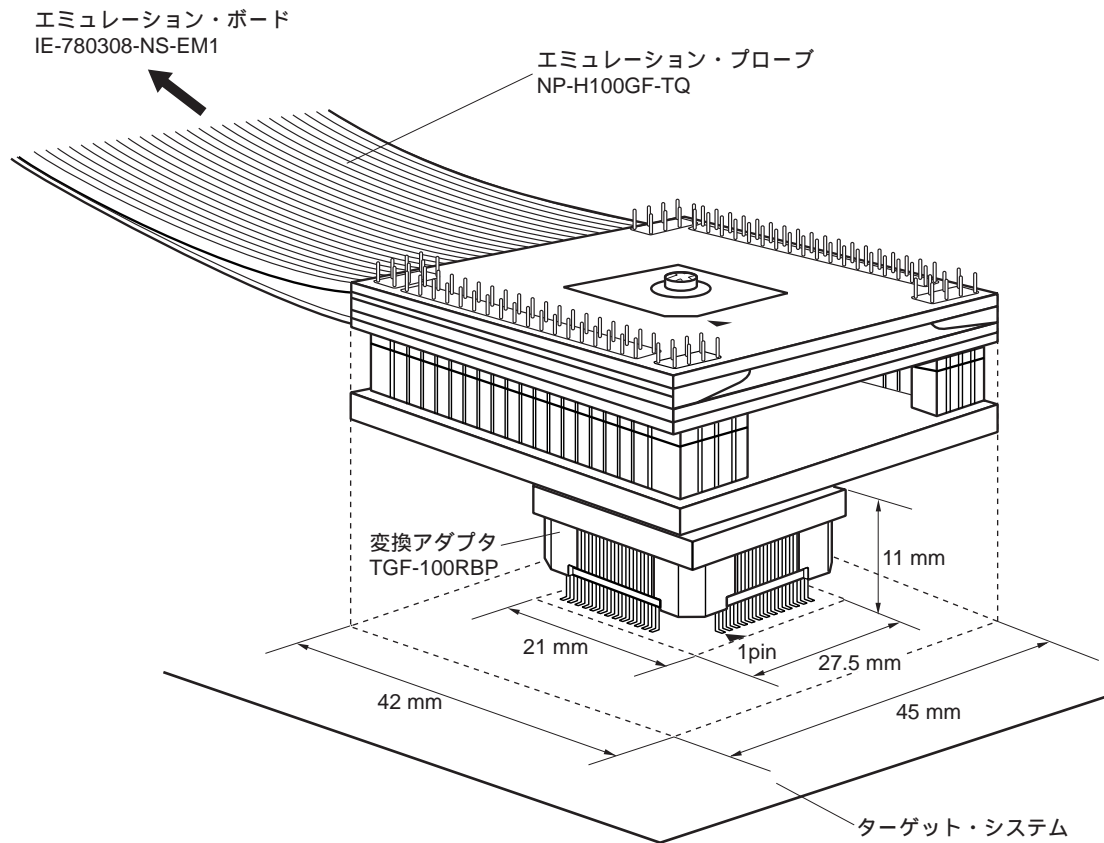 エミュレーション・ボード
IE-780308-NS-EM1
エミュレーション・プローブ
NP-H100GF-TQ
変換アダプタ
TGF-100RBP
11 mm
21 mm
1pin
27.5 mm
42 mm
45 mm
ターゲット・システム